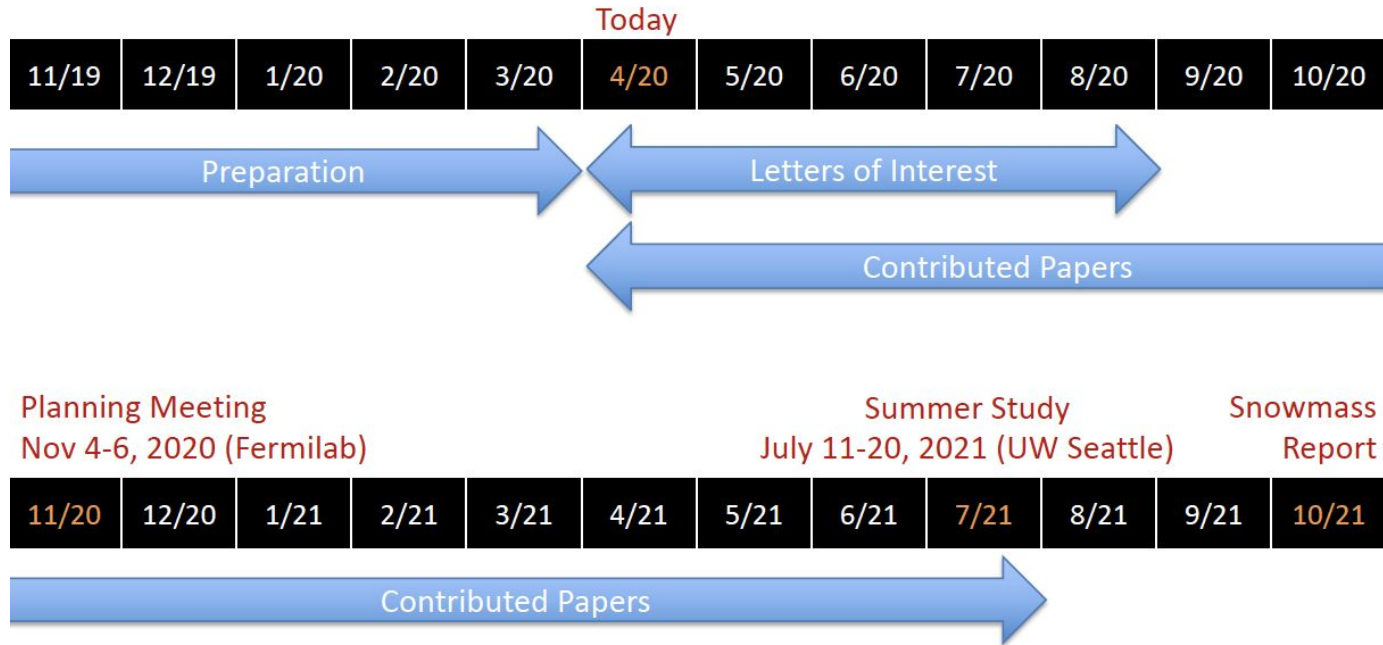 Today
11/19 12/19 1/20 2/20 3/20 4/20 5/20 6/20 7/20 8/20 9/20 10/20
Preparation Letters of Interest
Contributed Papers
Planning Meeting Summer Study Snowmass
Nov 4-6, 2020 (Fermilab) July 11-20, 2021 (UW Seattle) Report
11/20 12/20 1/21 2/21 3/21 4/21 5/21 6/21 7/21 8/21 9/21 10/21
Contributed Papers